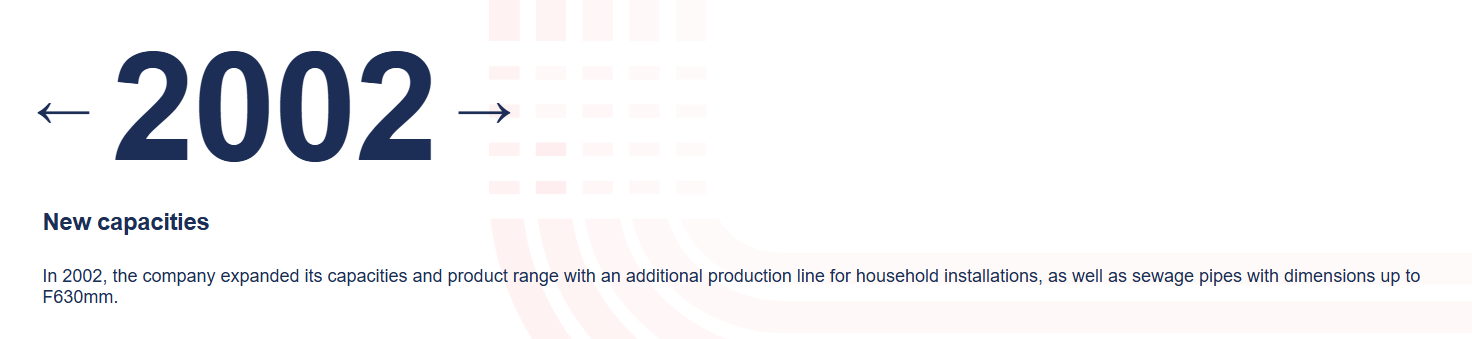 ← 2002 →
New capacities
In 2002, the company expanded its capacities and product range with an additional production line for household installations, as well as sewage pipes with dimensions up to
F630mm.